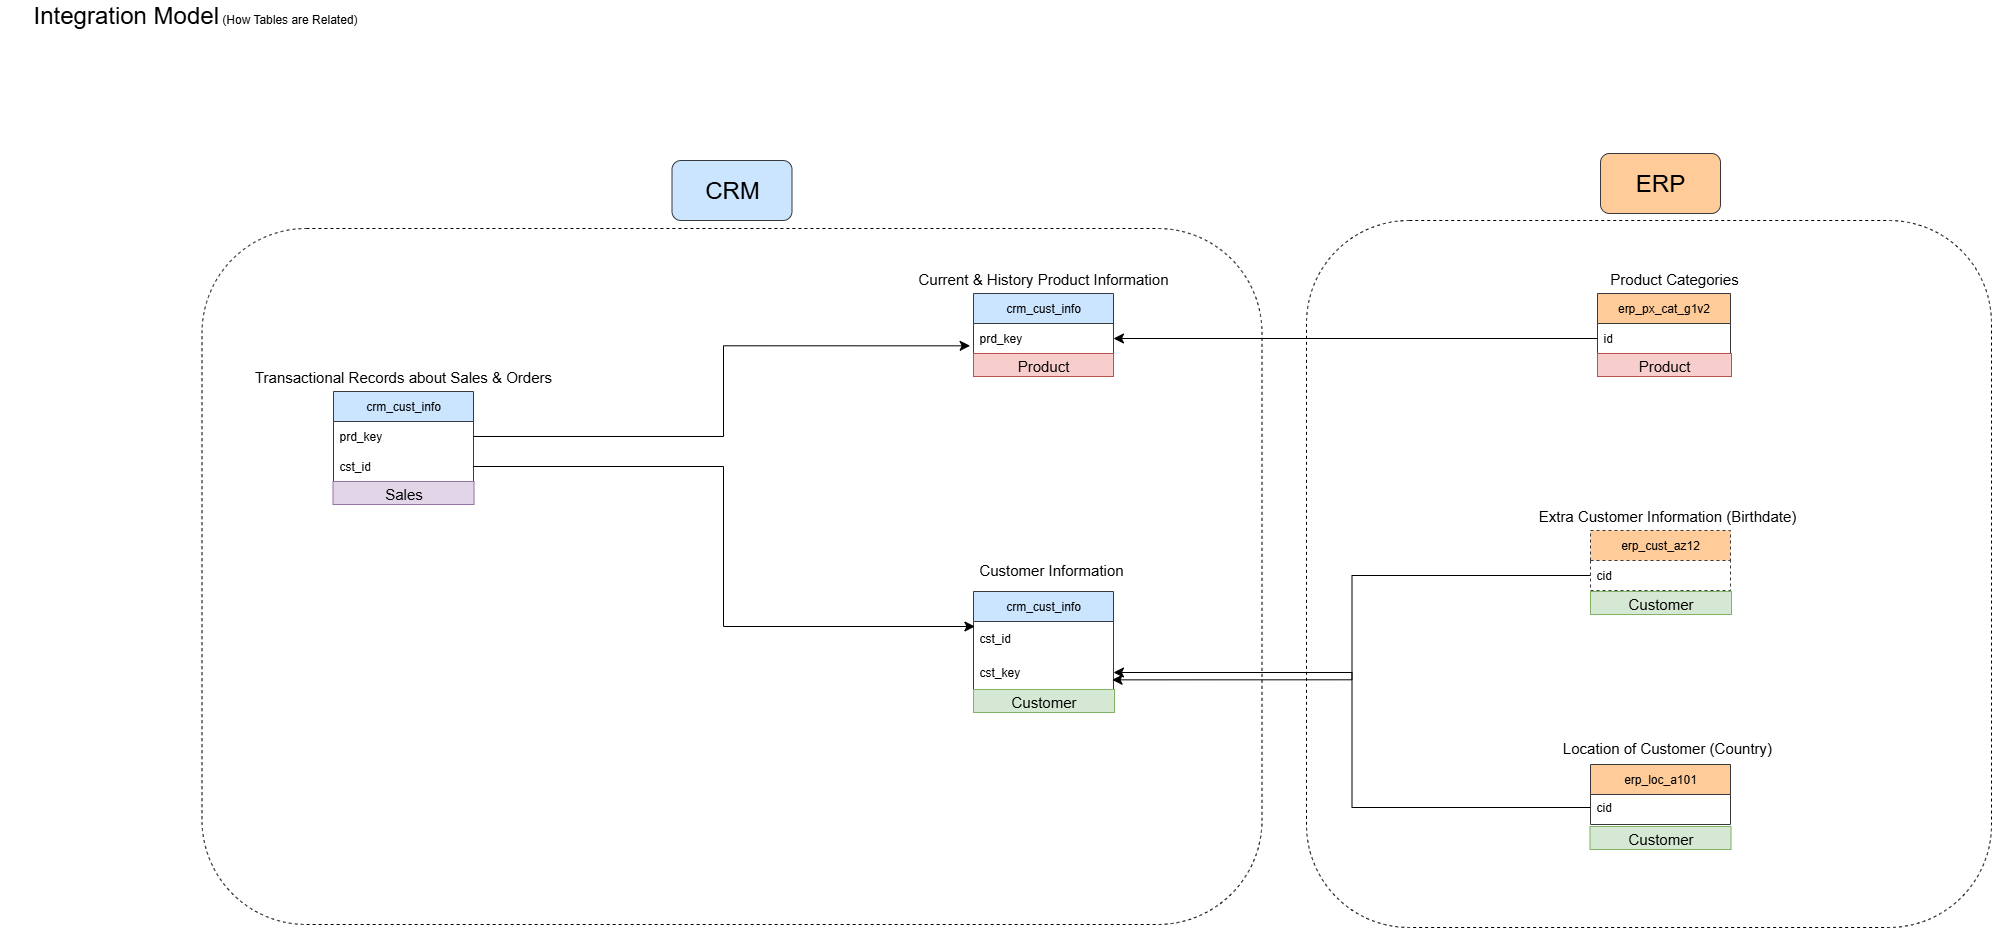 Integration Model (How Tables are Related)
CRM
ERP
Current & History Product Information
crm_cust_info
prd_key
Product
Product Categories
erp_px_cat_g1v2
id
Product
Transactional Records about Sales & Orders
crm_cust_info
prd_key
cst_id
Sales
Extra Customer Information (Birthdate)
erp_cust_az12
cid
Customer
Customer Information
crm_cust_info
cst_id
cst_key
Customer
Location of Customer (Country)
erp_loc_a101
cid
Customer